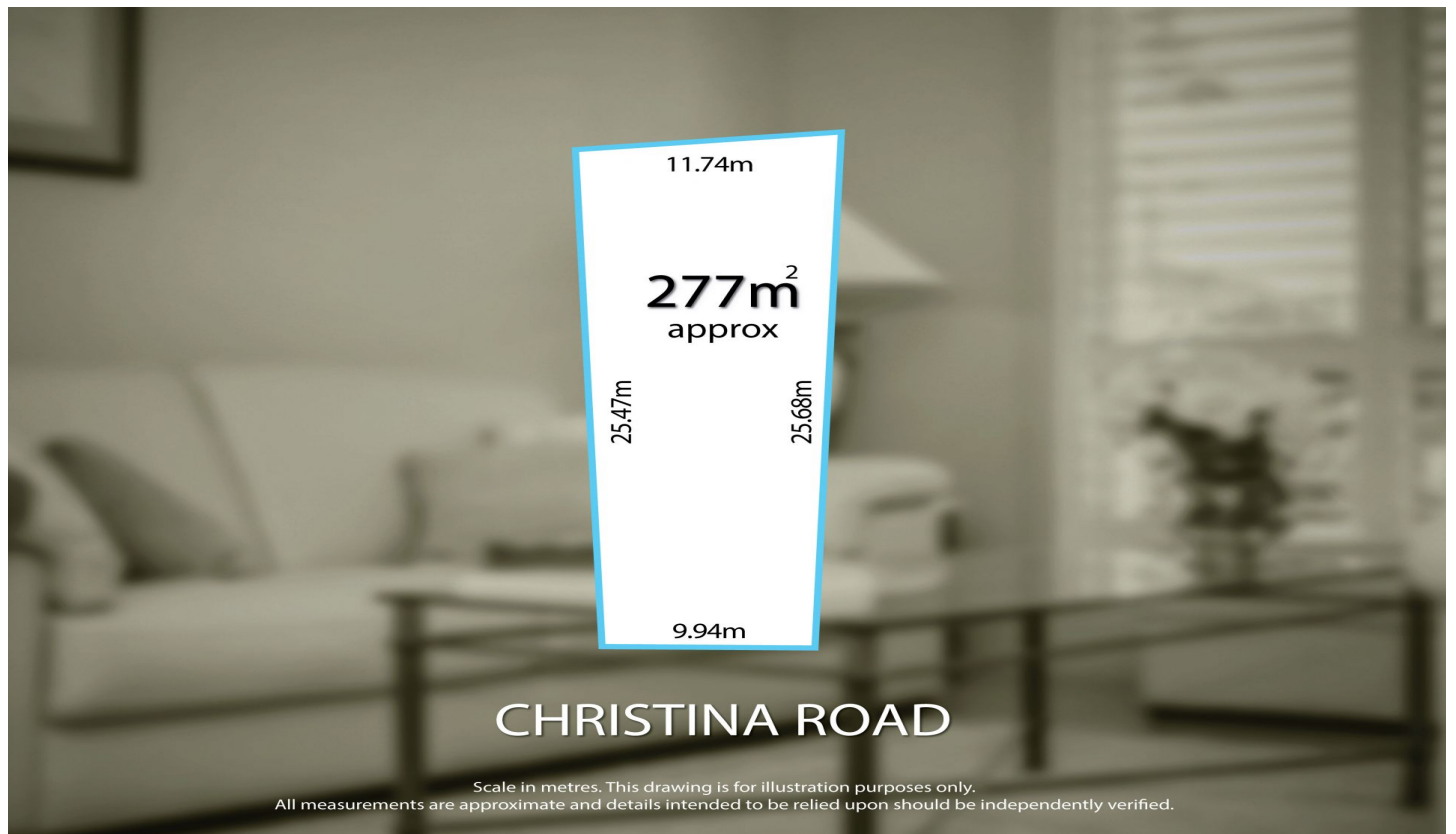 11.74m
277m²
approx
25.47m
25.68m
9.94m
CHRISTINA ROAD
Scale in metres. This drawing is for illustration purposes only.
All measurements are approximate and details intended to be relied upon should be independently verified.